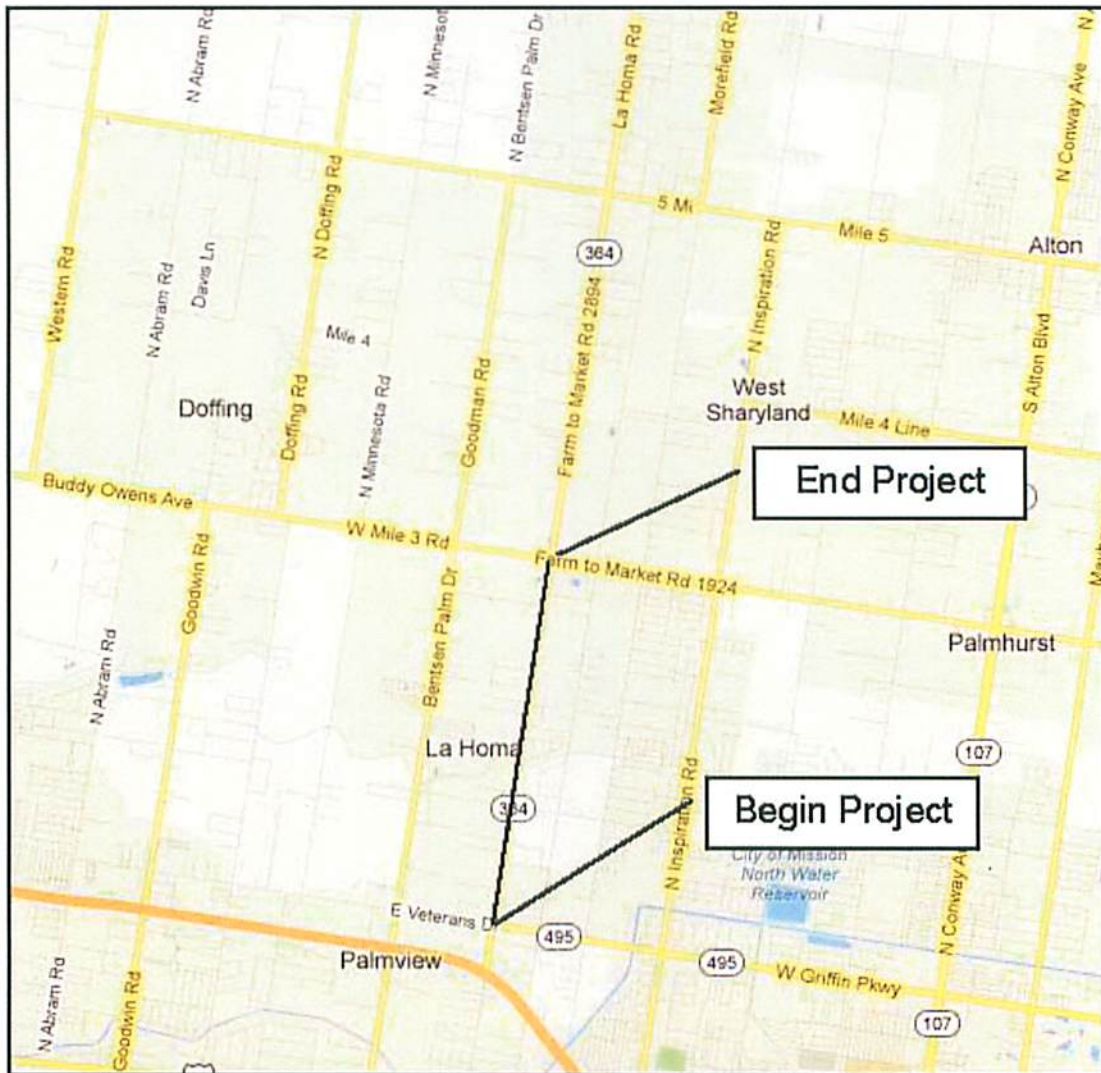 N Abram Rd
N Minnesot
N Bentsen Palm Dr
La Homa Rd
Morefield Rd
N Conway Ave
N
5 Mi
Mile 5
Alton
364
Western Rd
N Abram Rd
Davis Ln
N Doffing Rd
Mile 4
Farm to Market Rd 2894
N Inspiration Rd
S Alton Blvd
Doffing
Doffing Rd
N Minnesota Rd
Goodman Rd
West
Sharyland
Mile 4 Line
End Project
Buddy Owens Ave
W Mile 3 Rd
Farm to Market Rd 1924
Goodwin Rd
Bentsen Palm Dr
N Abram Rd
Palmhurst
La Homa
107
364
N Inspiration Rd
Begin Project
City of Mission
North Water
Reservoir
N Conway Av
E Veterans D
495
495
W Griffin Pkwy
Palmview
N Abram Rd
Goodwin Rd
107